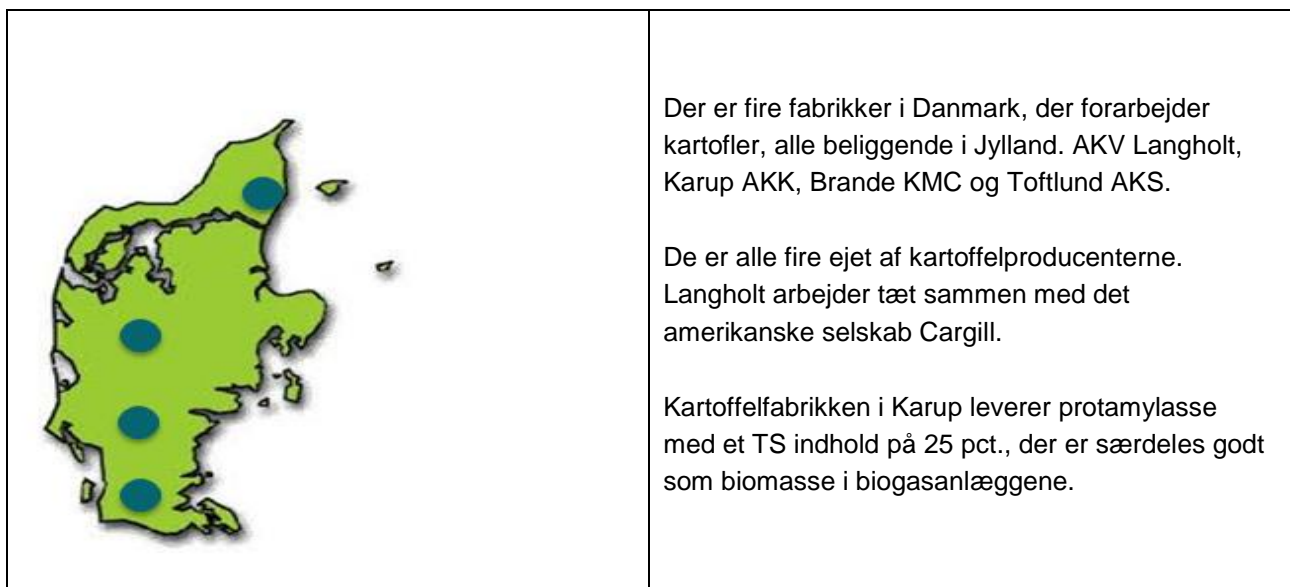 Der er fire fabrikker i Danmark, der forarbejder
kartofler, alle beliggende i Jylland. AKV Langholt,
Karup AKK, Brande KMC og Toftlund AKS.
De er alle fire ejet af kartoffelproducenterne.
Langholt arbejder tæt sammen med det
amerikanske selskab Cargill.
Kartoffelfabrikken i Karup leverer protamylasse
med et TS indhold på 25 pct., der er særdeles godt
som biomasse i biogasanlæggene.